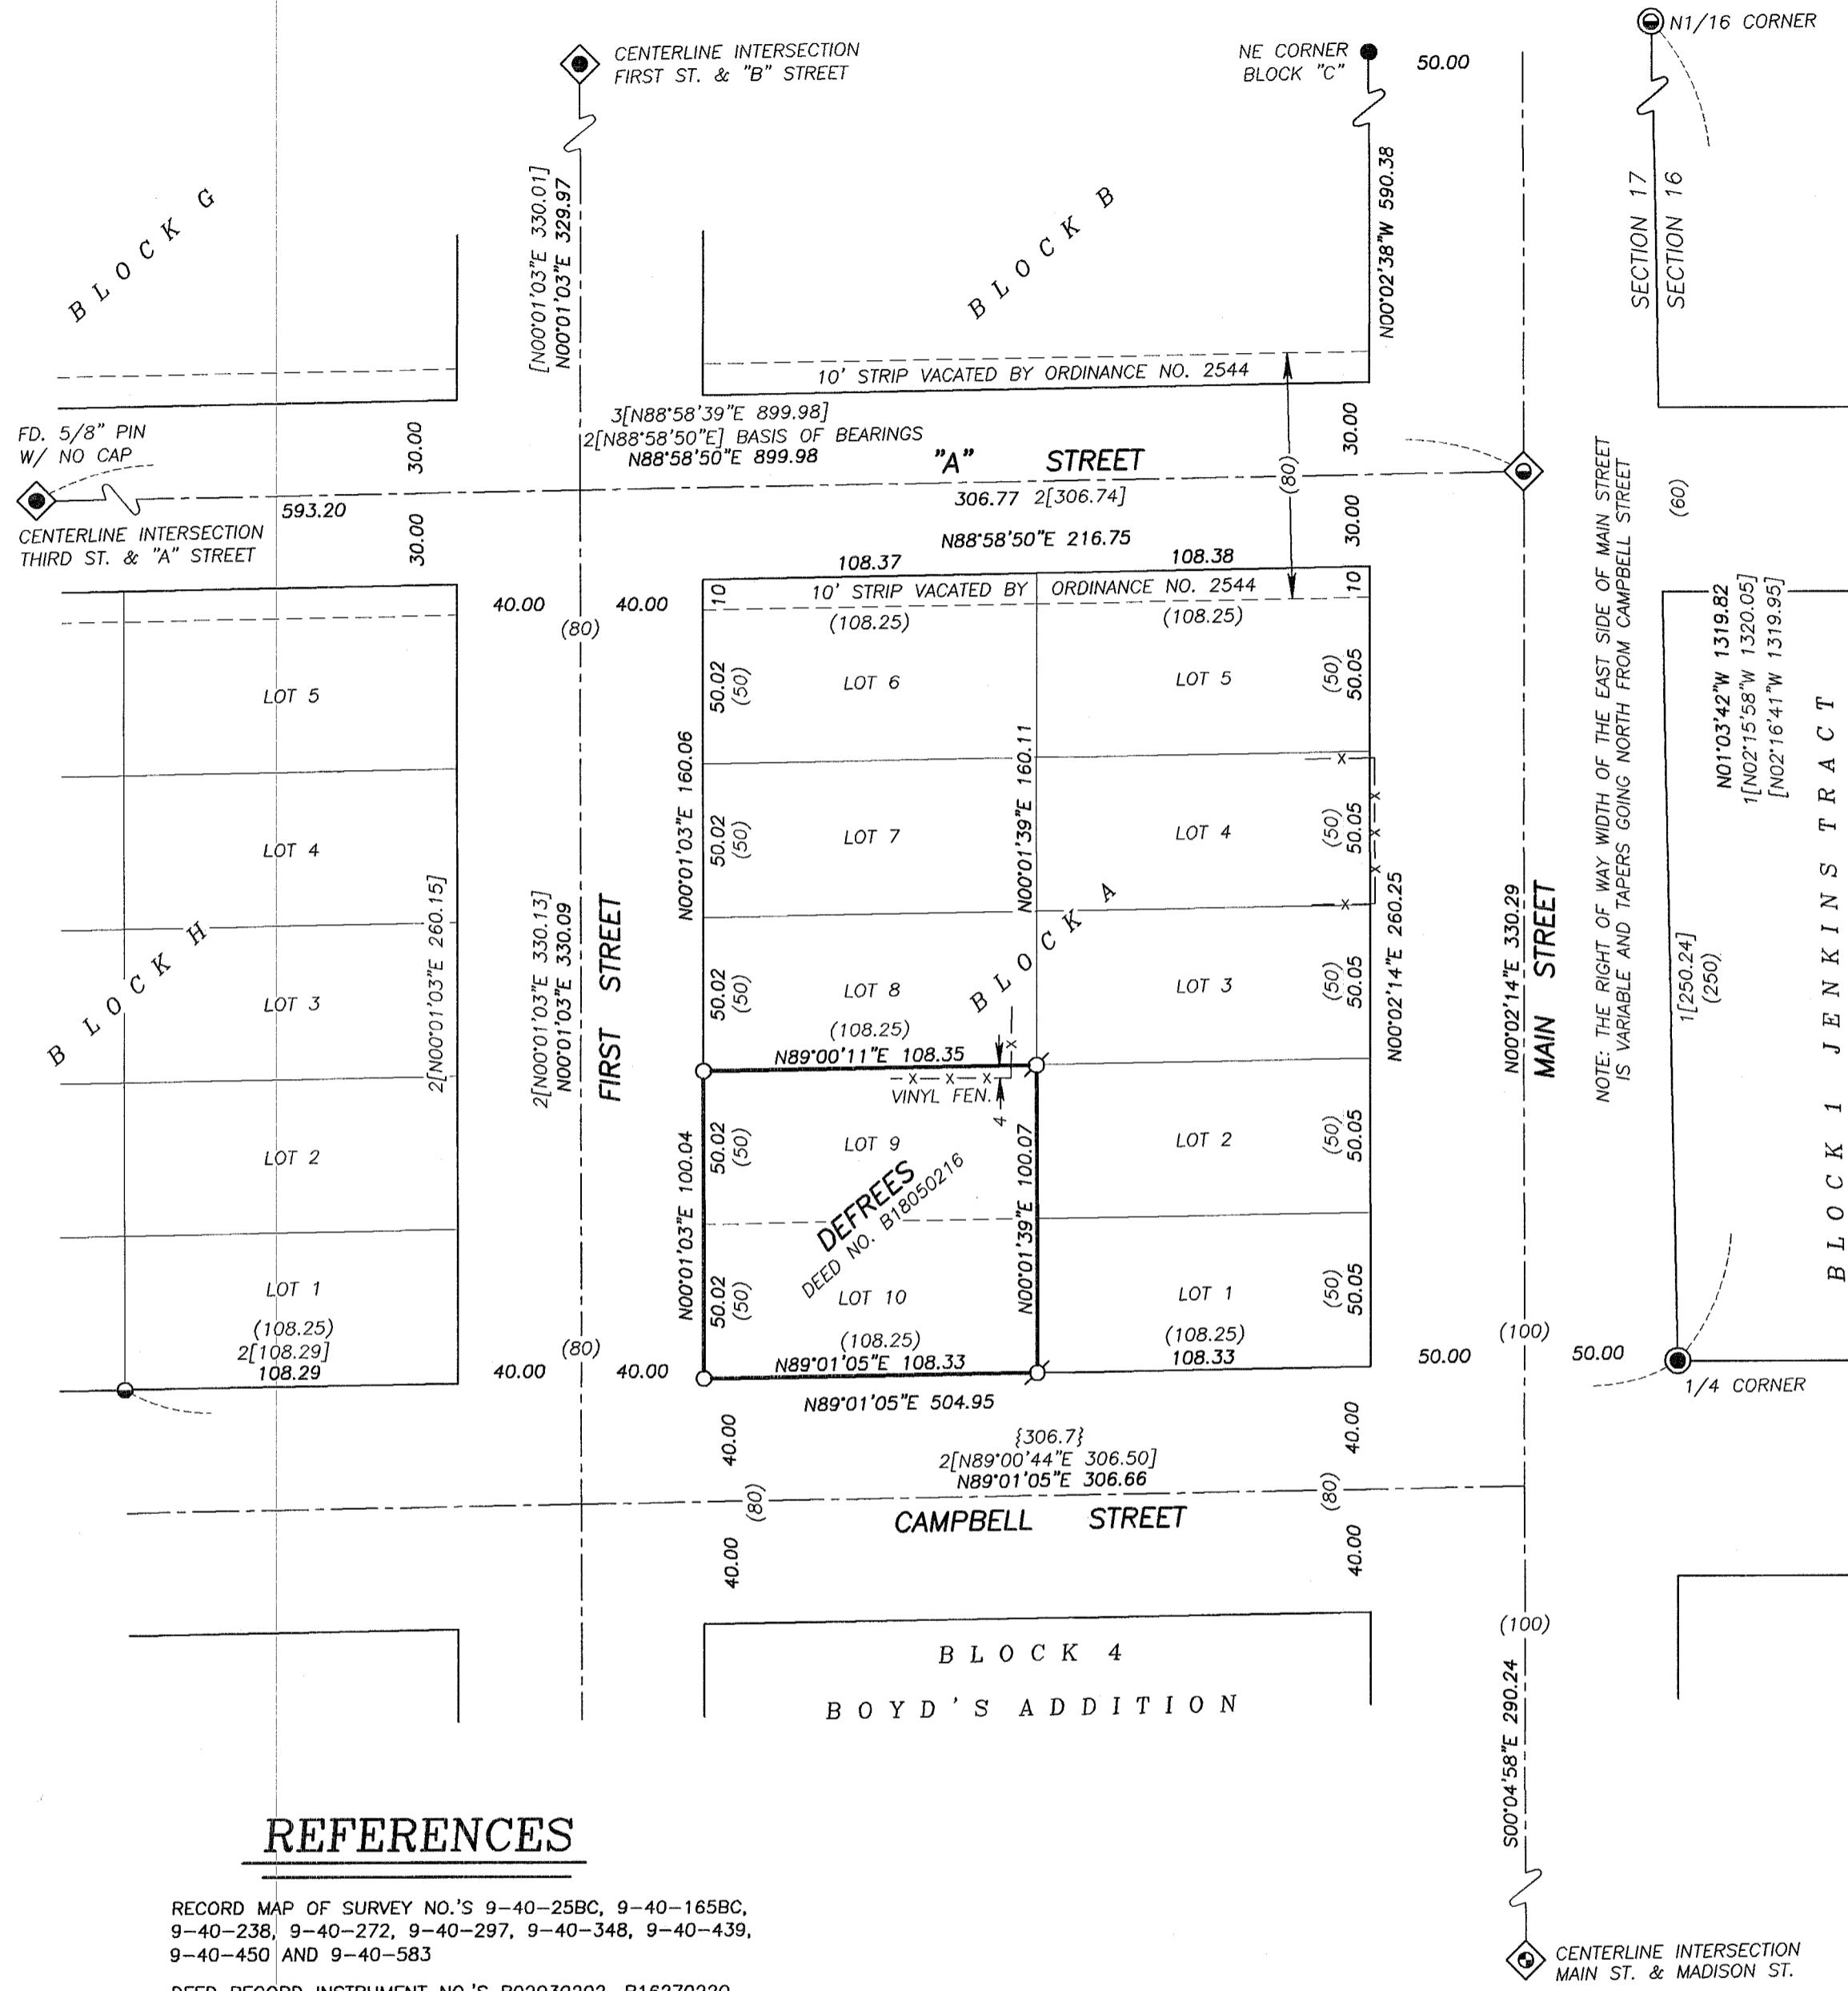 N1/16 CORNER
CENTERLINE INTERSECTION
FIRST ST. & "B" STREET
NE CORNER
BLOCK "C"
50.00
BLOCK G
[N00°01'03"E 330.01]
N00°01'03"E 329.97
BLOCK B
N00°02'38"W 590.38
SECTION 17
SECTION 16
10' STRIP VACATED BY ORDINANCE NO. 2544
FD. 5/8" PIN
W/ NO CAP
30.00
3[N88°58'39"E 899.98]
2[N88°58'50"E] BASIS OF BEARINGS
N88°58'50"E 899.98
"A" STREET
30.00
(80)
593.20
306.77 2[306.74]
CENTERLINE INTERSECTION
THIRD ST. & "A" STREET
30.00
N88°58'50"E 216.75
30.00
108.37
108.38
(60)
NOTE: THE RIGHT OF WAY WIDTH OF THE EAST SIDE OF MAIN STREET
IS VARIABLE AND TAPERS GOING NORTH FROM CAMPBELL STREET
40.00
(80)
40.00
10
10' STRIP VACATED BY ORDINANCE NO. 2544
10
(108.25)
(108.25)
N01°03'42"W 1319.82
1[N02°15'58"W 1320.05]
[N02°16'41"W 1319.95]
BLOCK 1 JENKINS TRACT
LOT 5
50.02
(50)
LOT 6
LOT 5
(50)
50.05
N00°01'03"E 160.06
N00°01'39"E 160.11
LOT 4
50.02
(50)
LOT 7
LOT 4
(50)
50.05
BLOCK H
2[N00°01'03"E 260.15]
2[N00°01'03"E 330.13]
N00°01'03"E 330.09
FIRST STREET
BLOCK A
N00°02'14"E 260.25
N00°02'14"E 330.29
MAIN STREET
1[250.24]
(250)
LOT 3
50.02
(50)
LOT 8
(108.25)
N89°00'11"E 108.35
LOT 3
(50)
50.05
VINYL FEN.
4
LOT 2
N00°01'03"E 100.04
50.02
(50)
LOT 9
N00°01'39"E 100.07
LOT 2
(50)
50.05
DEFREES
DEED NO. B18050216
LOT 1
(108.25)
2[108.29]
108.29
50.02
(50)
LOT 10
(108.25)
N89°01'05"E 108.33
LOT 1
(108.25)
108.33
(50)
50.05
40.00
(80)
40.00
50.00
(100)
50.00
1/4 CORNER
N89°01'05"E 504.95
40.00
{306.7}
2[N89°00'44"E 306.50]
N89°01'05"E 306.66
40.00
(80)
(80)
CAMPBELL STREET
40.00
40.00
BLOCK 4
BOYD'S ADDITION
(100)
S00°04'58"E 290.24
REFERENCES
RECORD MAP OF SURVEY NO.'S 9-40-25BC, 9-40-165BC,
9-40-238, 9-40-272, 9-40-297, 9-40-348, 9-40-439,
9-40-450 AND 9-40-583
CENTERLINE INTERSECTION
MAIN ST. & MADISON ST.
DEED RECORD INSTRUMENT NO.'S